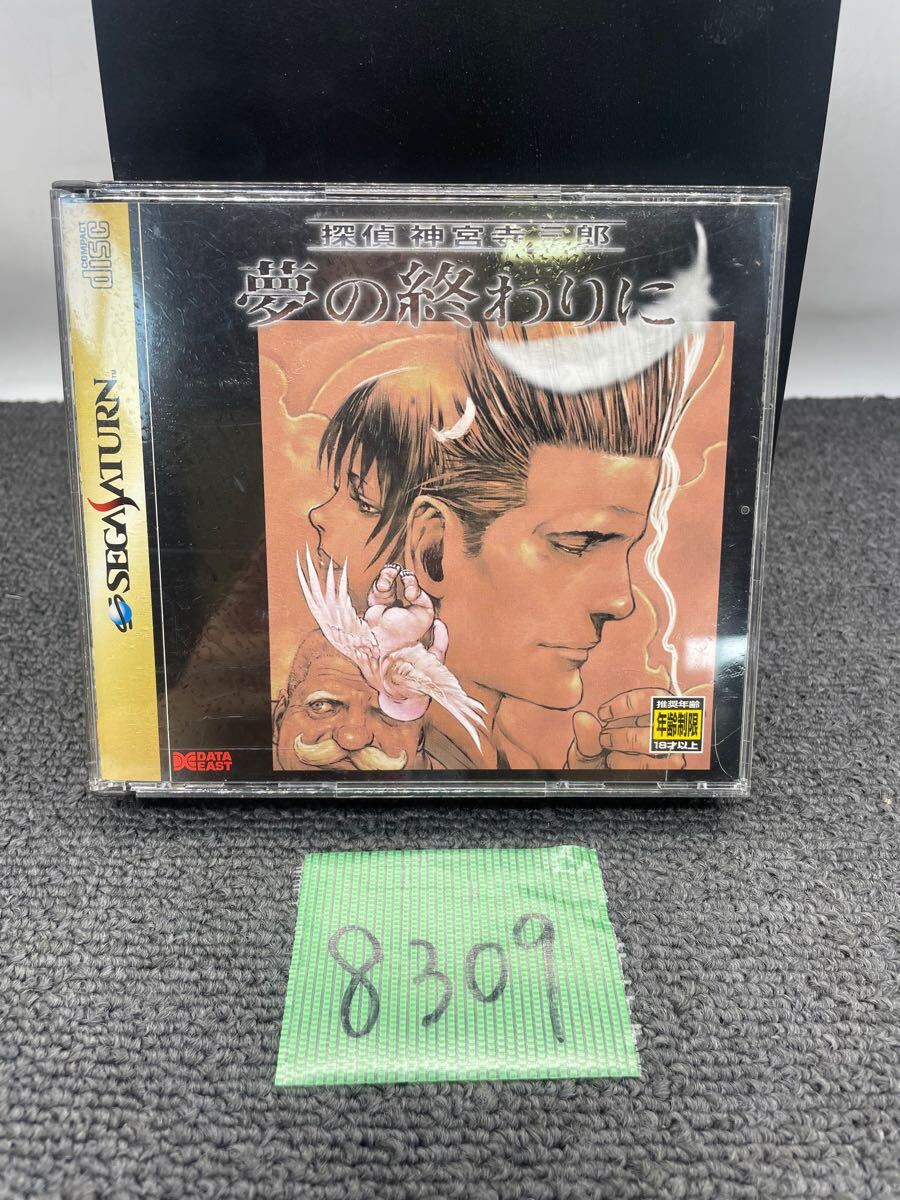 COMPACT
disc
SEGA SATURN™
探偵 神宮寺三郎
夢の終わりに
DATA
EAST
推奨年齢
年齢制限
18才以上
8309